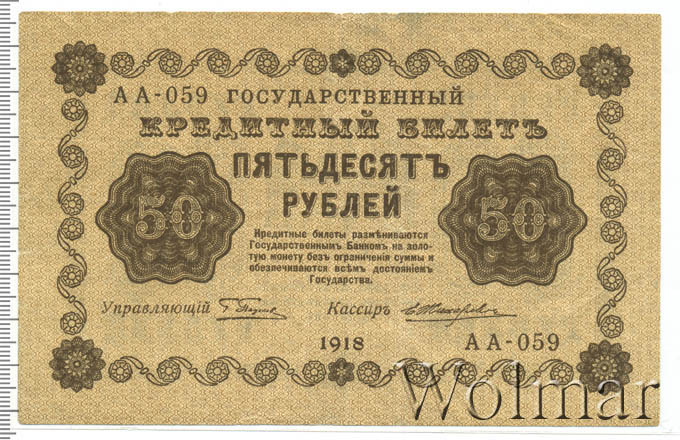 АА-059 ГОСУДАРСТВЕННЫЙ
КРЕДИТНЫЙ БИЛЕТЪ
ПЯТЬДЕСЯТЪ
РУБЛЕЙ
50
50
Кредитные билеты размѣниваются
Государственнымъ Банкомъ на золо-
тую монету безъ ограниченія суммы и
обезпечиваются всѣмъ достояніемъ
Государства.
Управляющій
Кассиръ
1918
АА-059
Wolmar